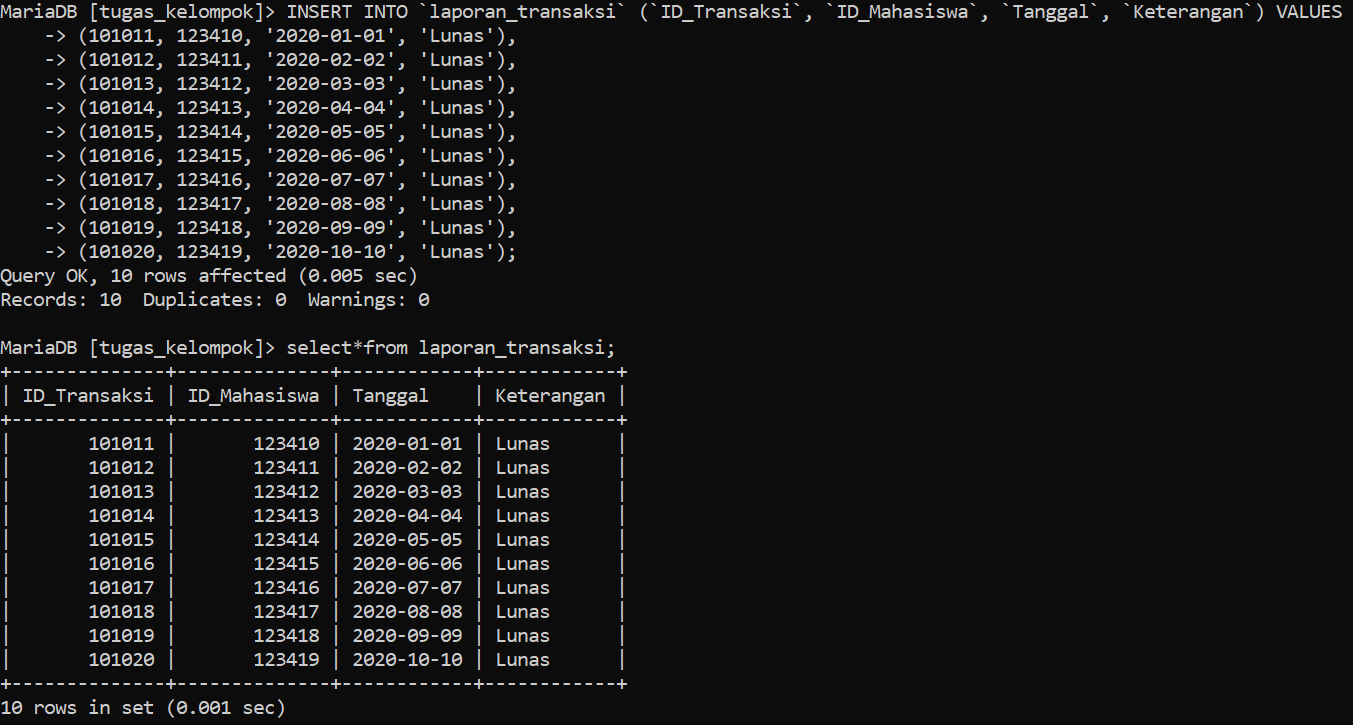 MariaDB [tugas_kelompok]> INSERT INTO `laporan_transaksi` (`ID_Transaksi`, `ID_Mahasiswa`, `Tanggal`, `Keterangan`) VALUES
    -> (101011, 123410, '2020-01-01', 'Lunas'),
    -> (101012, 123411, '2020-02-02', 'Lunas'),
    -> (101013, 123412, '2020-03-03', 'Lunas'),
    -> (101014, 123413, '2020-04-04', 'Lunas'),
    -> (101015, 123414, '2020-05-05', 'Lunas'),
    -> (101016, 123415, '2020-06-06', 'Lunas'),
    -> (101017, 123416, '2020-07-07', 'Lunas'),
    -> (101018, 123417, '2020-08-08', 'Lunas'),
    -> (101019, 123418, '2020-09-09', 'Lunas'),
    -> (101020, 123419, '2020-10-10', 'Lunas');
Query OK, 10 rows affected (0.005 sec)
Records: 10  Duplicates: 0  Warnings: 0

MariaDB [tugas_kelompok]> select*from laporan_transaksi;
+--------------+--------------+------------+------------+
| ID_Transaksi | ID_Mahasiswa | Tanggal    | Keterangan |
+--------------+--------------+------------+------------+
|       101011 |       123410 | 2020-01-01 | Lunas      |
|       101012 |       123411 | 2020-02-02 | Lunas      |
|       101013 |       123412 | 2020-03-03 | Lunas      |
|       101014 |       123413 | 2020-04-04 | Lunas      |
|       101015 |       123414 | 2020-05-05 | Lunas      |
|       101016 |       123415 | 2020-06-06 | Lunas      |
|       101017 |       123416 | 2020-07-07 | Lunas      |
|       101018 |       123417 | 2020-08-08 | Lunas      |
|       101019 |       123418 | 2020-09-09 | Lunas      |
|       101020 |       123419 | 2020-10-10 | Lunas      |
+--------------+--------------+------------+------------+
10 rows in set (0.001 sec)